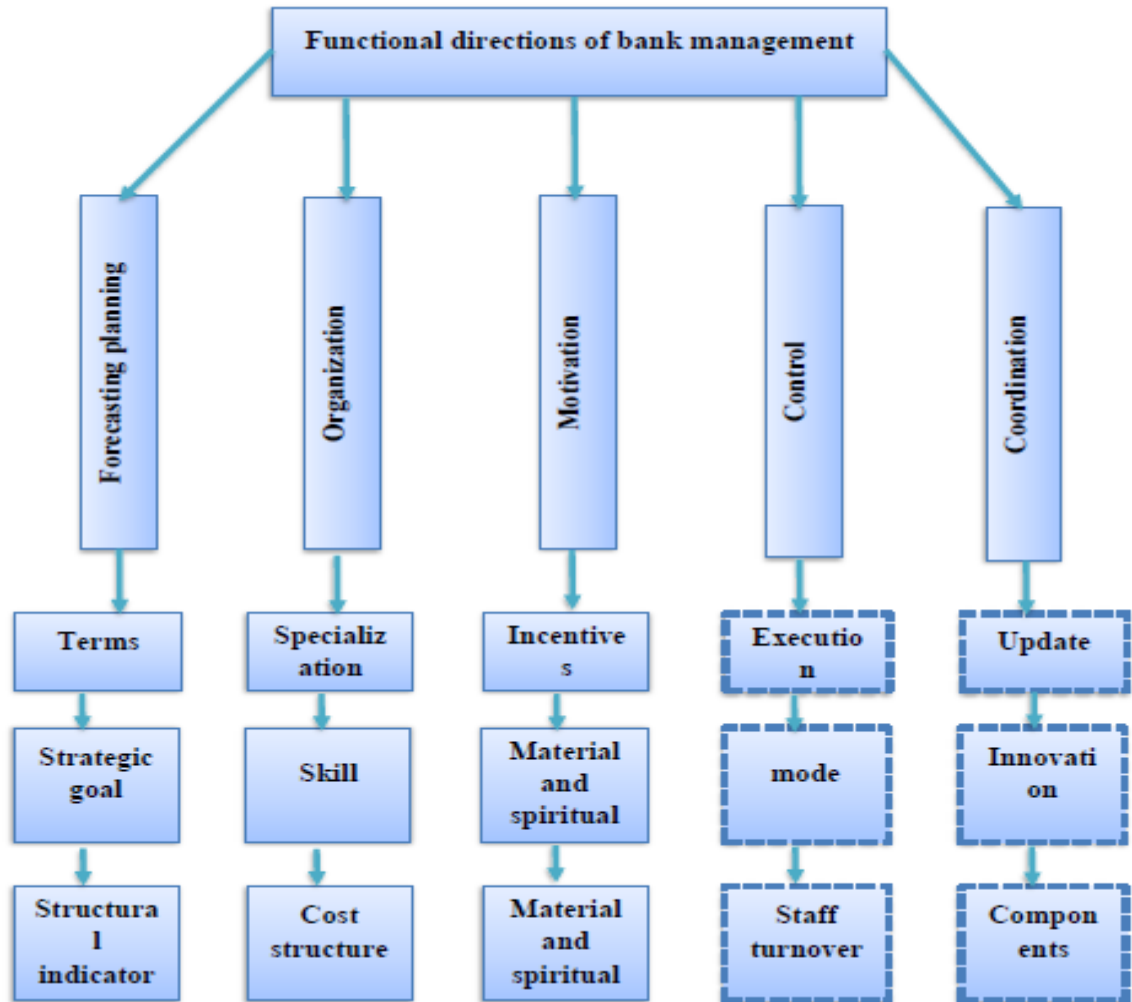 Functional directions of bank management
Forecasting planning
Organization
Motivation
Control
Coordination
Terms
Specializ
ation
Incentive
s
Executio
n
Update
Strategic
goal
Skill
Material
and
spiritual
mode
Innovati
on
Structura
l
indicator
Cost
structure
Material
and
spiritual
Staff
turnover
Compon
ents